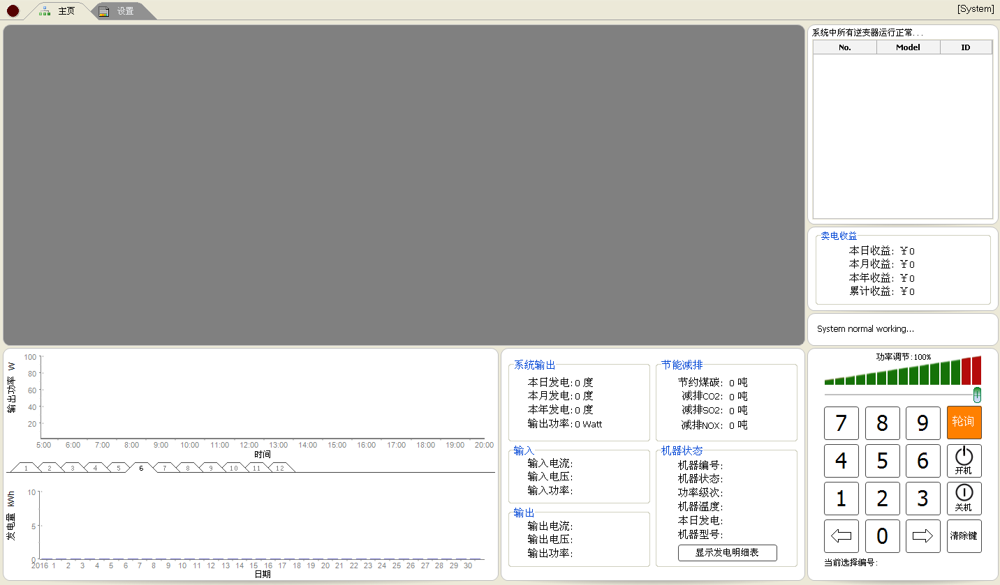 主页
设置
[System]
系统中所有逆变器运行正常...
No. Model ID
卖电收益
本日收益: ￥0
本月收益: ￥0
本年收益: ￥0
累计收益: ￥0
System normal working...
输出功率 W
100
80
60
40
20
5:00 6:00 7:00 8:00 9:00 10:00 11:00 12:00 13:00 14:00 15:00 16:00 17:00 18:00 19:00 20:00
时间
1 2 3 4 5 6 7 8 9 10 11 12
发电量 kWh
10
5
0
2016 1 2 3 4 5 6 7 8 9 10 11 12 13 14 15 16 17 18 19 20 21 22 23 24 25 26 27 28 29 30
日期
系统输出
本日发电: 0 度
本月发电: 0 度
本年发电: 0 度
输出功率: 0 Watt
输入
输入电流:
输入电压:
输入功率:
输出
输出电流:
输出电压:
输出功率:
节能减排
节约煤碳: 0 吨
减排CO2: 0 吨
减排SO2: 0 吨
减排NOX: 0 吨
机器状态
机器编号:
机器状态:
功率级次:
机器温度:
本日发电:
机器型号:
显示发电明细表
功率调节:100%
7 8 9 轮询
4 5 6 开机
1 2 3 关机
0 清除键
当前选择编号: